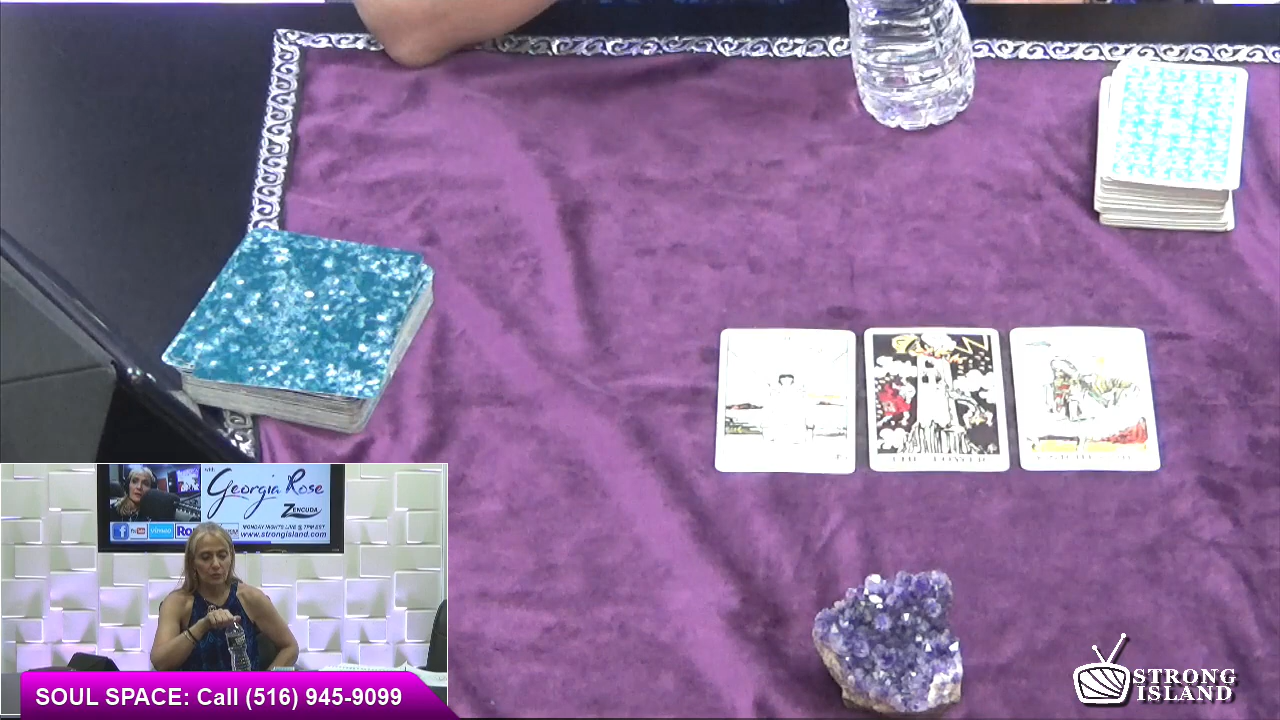 THE TOWER
with
Georgia Rose
ZENCUDA
MONDAY NIGHTS LIVE @ 7PM EST
www.strongisland.com
SOUL SPACE: Call (516) 945-9099
STRONG
ISLAND